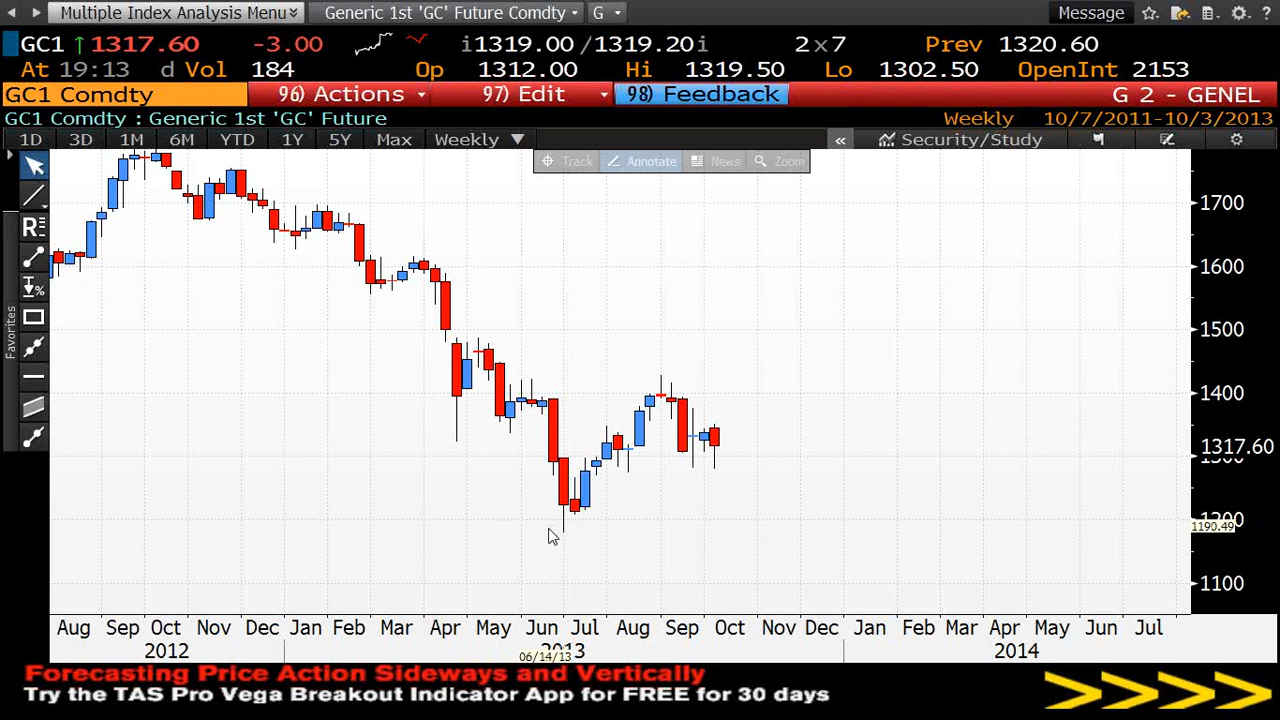 Multiple Index Analysis Menu Generic 1st 'GC' Future Comdty G Message ?
GC1 ↑ 1317.60 -3.00 i1319.00 /1319.20i 2x7 Prev 1320.60
At 19:13 d Vol 184 Op 1312.00 Hi 1319.50 Lo 1302.50 OpenInt 2153
GC1 Comdty 96) Actions 97) Edit 98) Feedback G 2 - GENEL
GC1 Comdty : Generic 1st 'GC' Future Weekly 10/7/2011-10/3/2013
1D 3D 1M 6M YTD 1Y 5Y Max Weekly « Security/Study
Track Annotate News Zoom
R
%
Favorites
1700
1600
1500
1400
1317.60
1300
1200
1190.49
1100
Aug Sep Oct Nov Dec Jan Feb Mar Apr May Jun Jul Aug Sep Oct Nov Dec Jan Feb Mar Apr May Jun Jul
2012 2013 2014
06/14/13
Forecasting Price Action Sideways and Vertically
Try the TAS Pro Vega Breakout Indicator App for FREE for 30 days